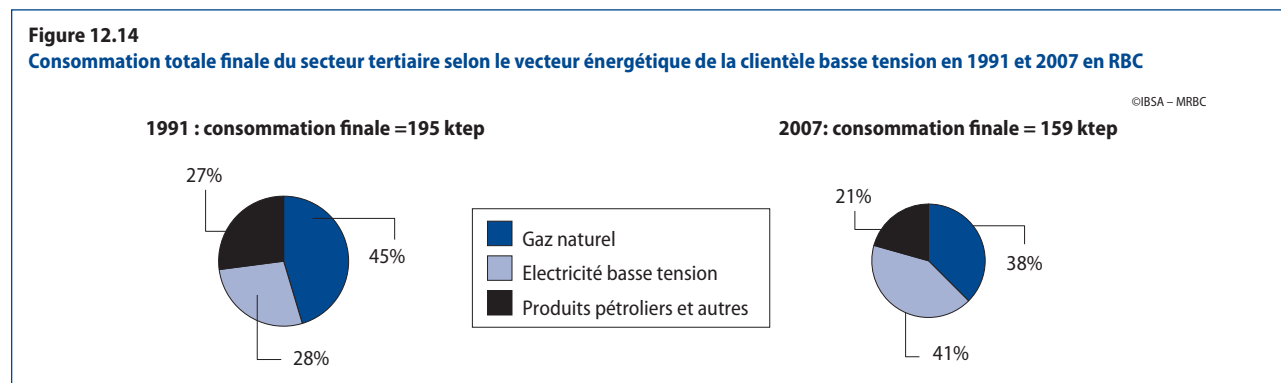 Figure 12.14
Consommation totale finale du secteur tertiaire selon le vecteur énergétique de la clientèle basse tension en 1991 et 2007 en RBC
©IBSA – MRBC
1991 : consommation finale =195 ktep
27%
45%
28%
Gaz naturel
Electricité basse tension
Produits pétroliers et autres
2007: consommation finale = 159 ktep
21%
38%
41%